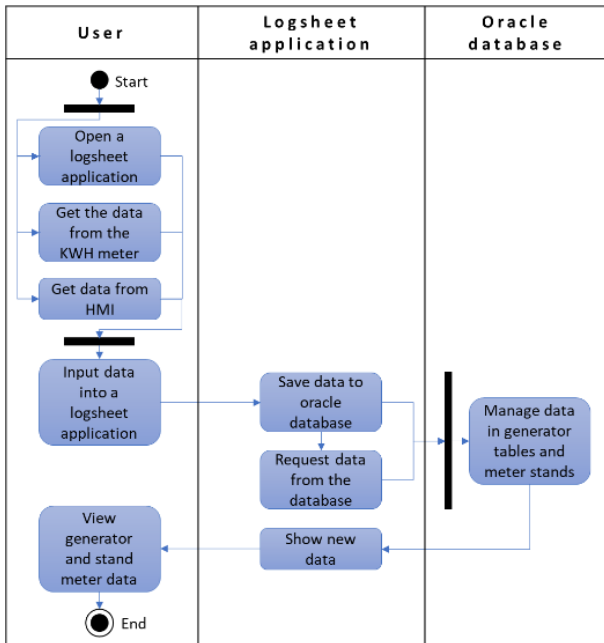 User
Logsheet
application
Oracle
database
Start
Open a
logsheet
application
Get the data
from the
KWH meter
Get data from
HMI
Input data
into a
logsheet
application
Save data to
oracle
database
Request data
from the
database
Manage data
in generator
tables and
meter stands
View
generator
and stand
meter data
Show new
data
End